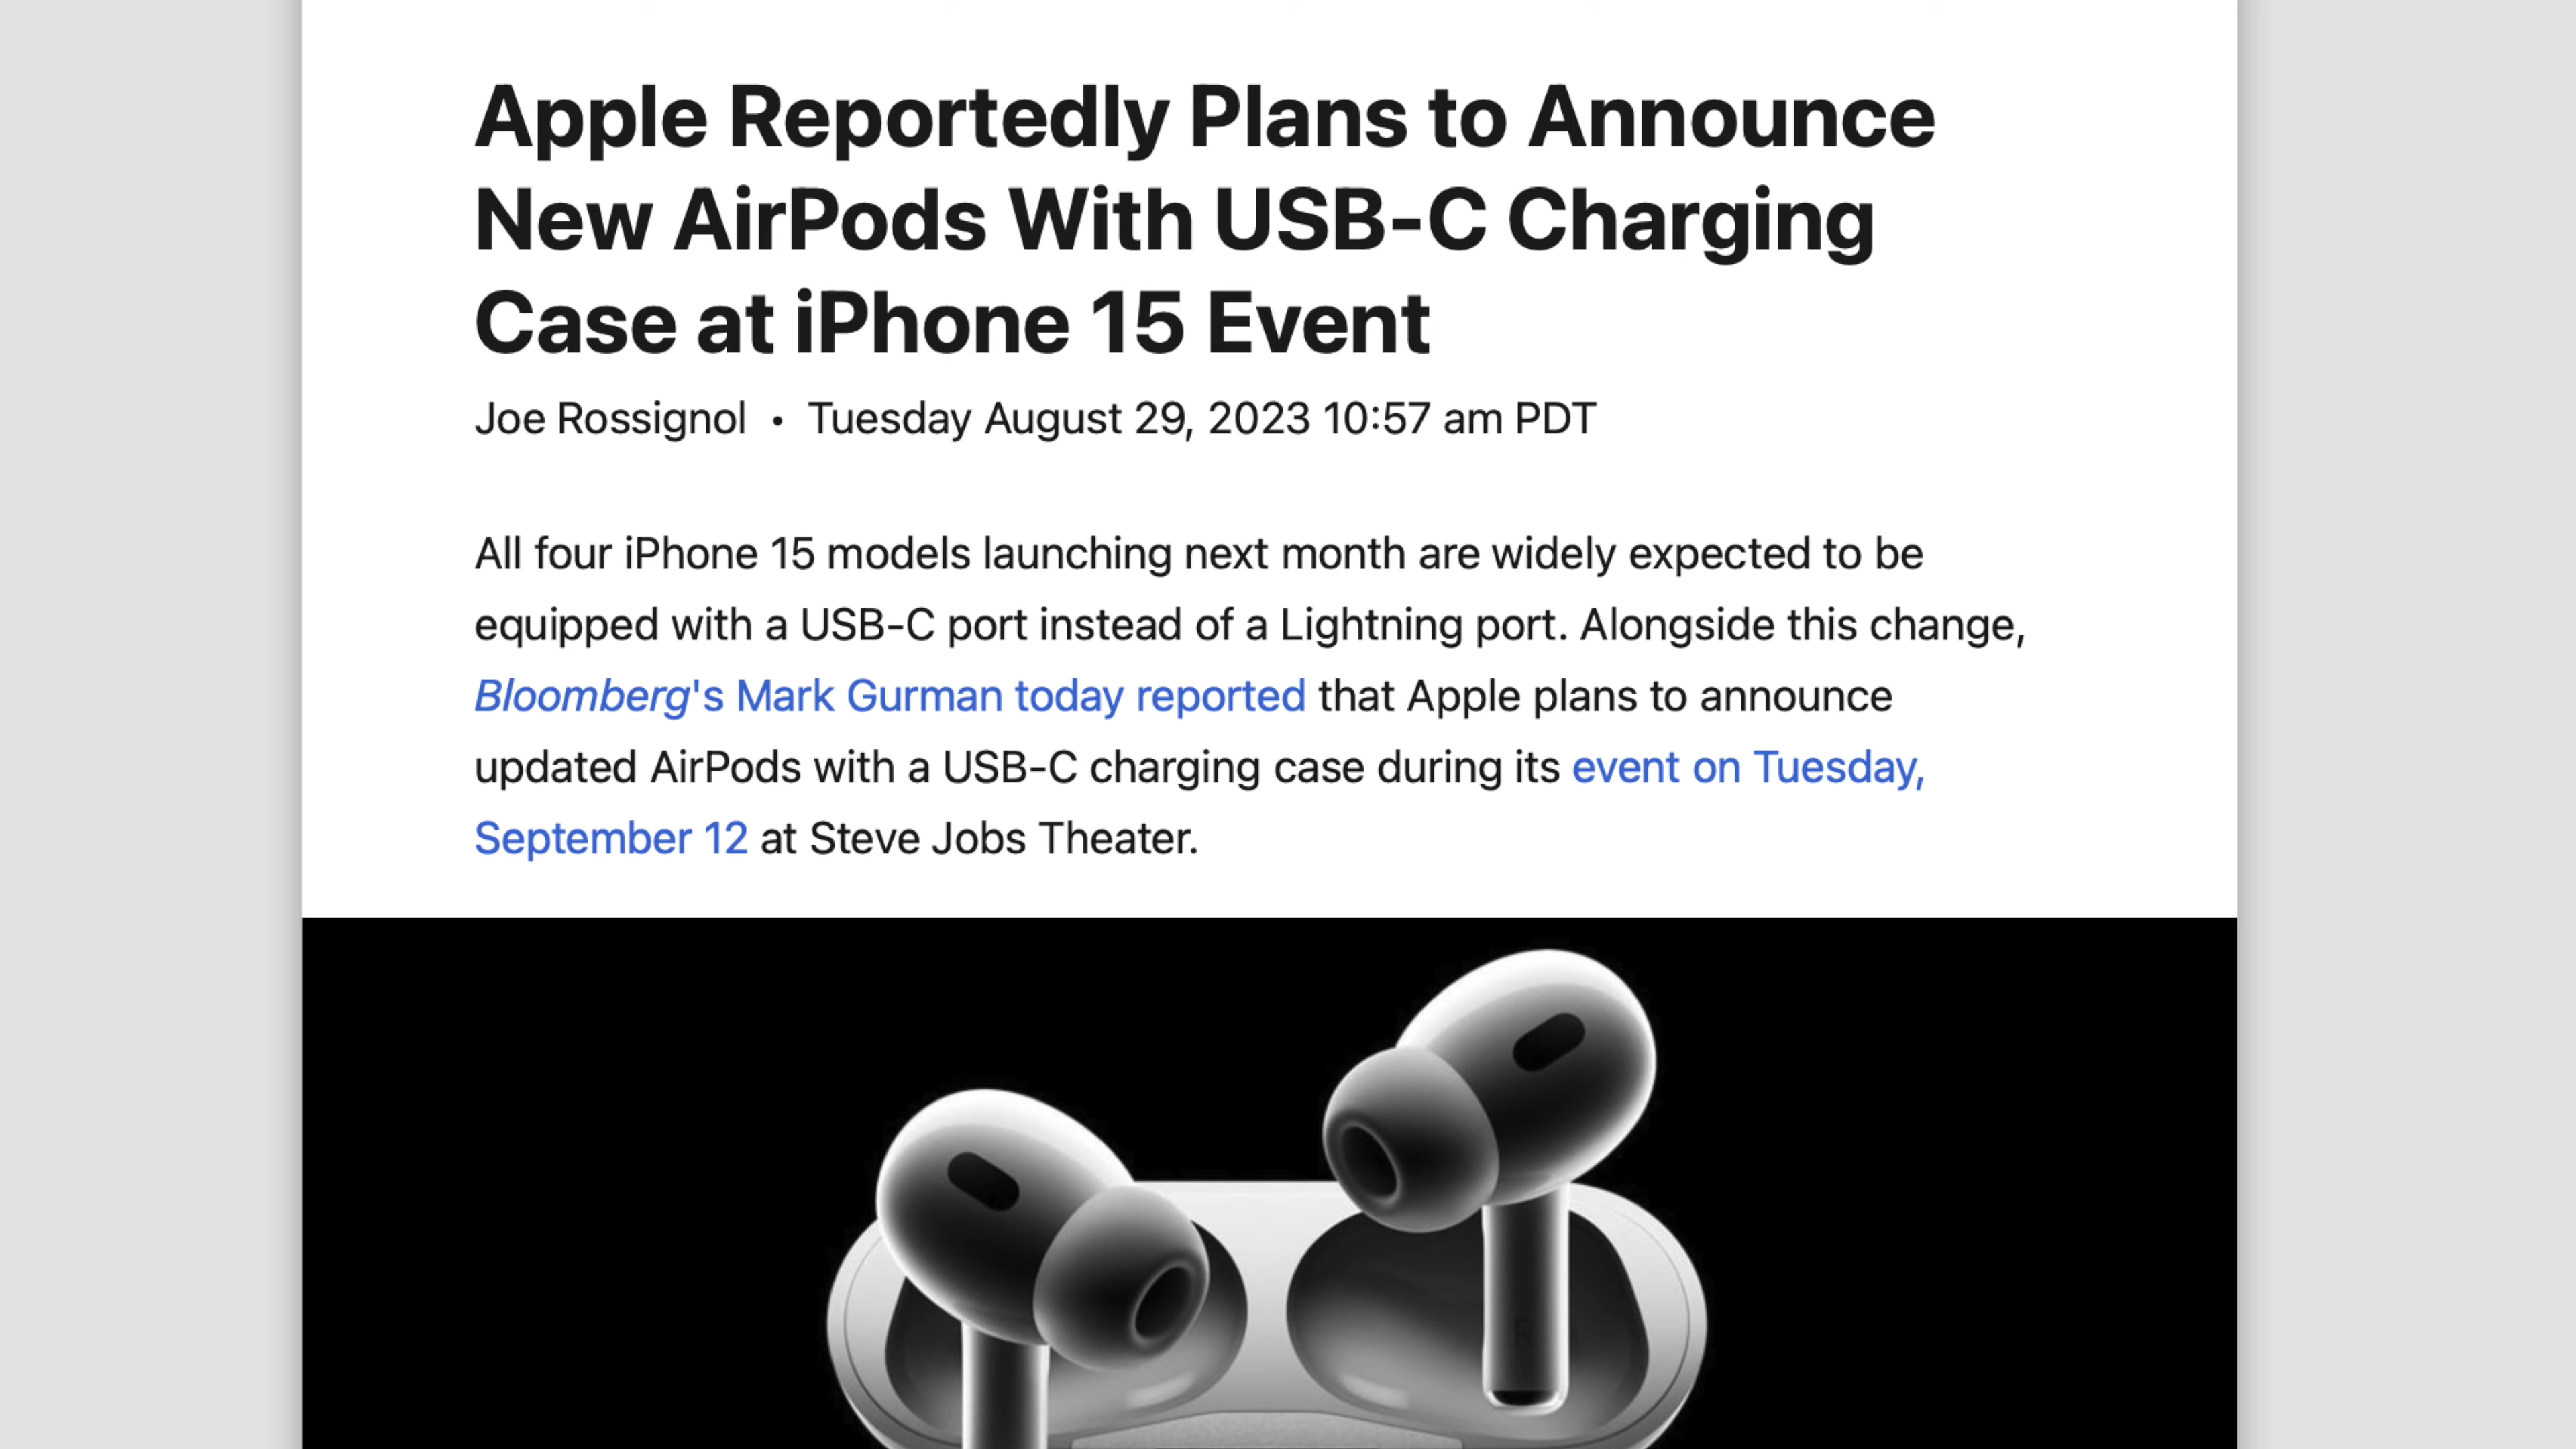 Apple Reportedly Plans to Announce
New AirPods With USB-C Charging
Case at iPhone 15 Event
Joe Rossignol • Tuesday August 29, 2023 10:57 am PDT
All four iPhone 15 models launching next month are widely expected to be
equipped with a USB-C port instead of a Lightning port. Alongside this change,
Bloomberg's Mark Gurman today reported that Apple plans to announce
updated AirPods with a USB-C charging case during its event on Tuesday,
September 12 at Steve Jobs Theater.
R